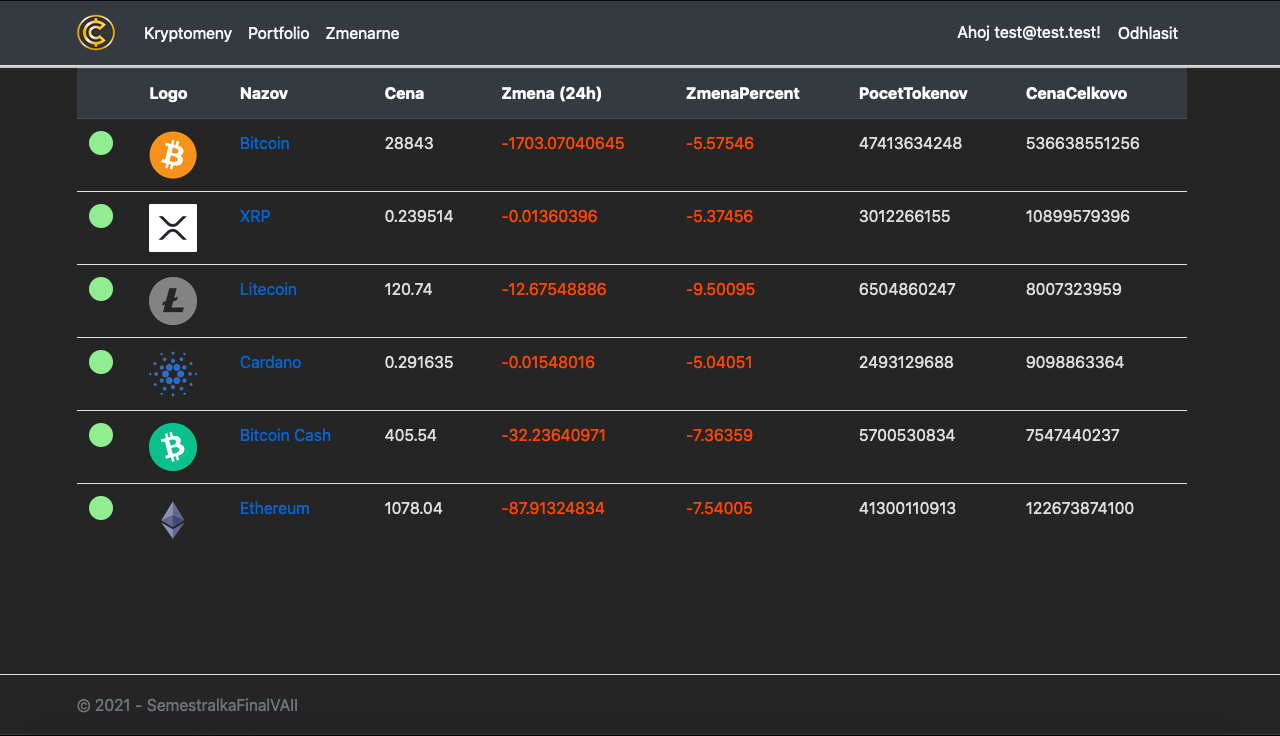 Kryptomeny Portfolio Zmenarne Ahoj test@test.test! Odhlasit
Logo Nazov Cena Zmena (24h) ZmenaPercent PocetTokenov CenaCelkovo
Bitcoin 28843 -1703.07040645 -5.57546 47413634248 536638551256
XRP 0.239514 -0.01360396 -5.37456 3012266155 10899579396
Litecoin 120.74 -12.67548886 -9.50095 6504860247 8007323959
Cardano 0.291635 -0.01548016 -5.04051 2493129688 9098863364
Bitcoin Cash 405.54 -32.23640971 -7.36359 5700530834 7547440237
Ethereum 1078.04 -87.91324834 -7.54005 41300110913 122673874100
© 2021 - SemestralkaFinalVAII